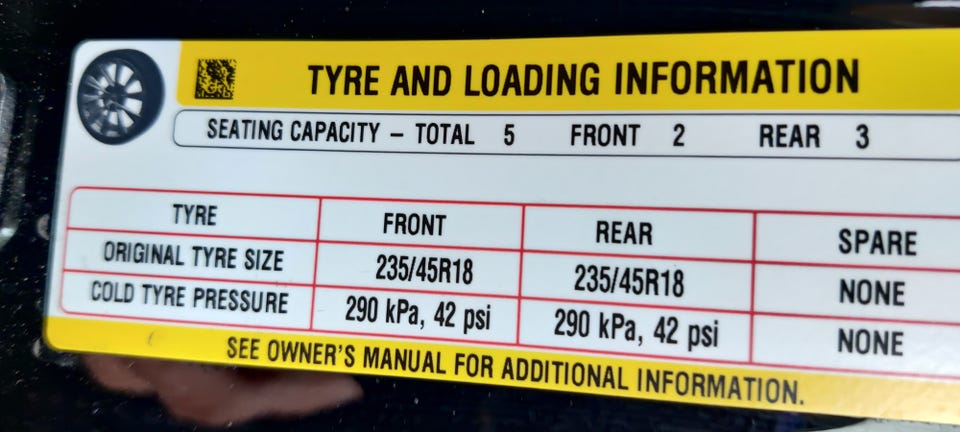 TYRE AND LOADING INFORMATION
SEATING CAPACITY – TOTAL 5 FRONT 2 REAR 3
TYRE FRONT REAR SPARE
ORIGINAL TYRE SIZE 235/45R18 235/45R18 NONE
COLD TYRE PRESSURE 290 kPa, 42 psi 290 kPa, 42 psi NONE
SEE OWNER'S MANUAL FOR ADDITIONAL INFORMATION.